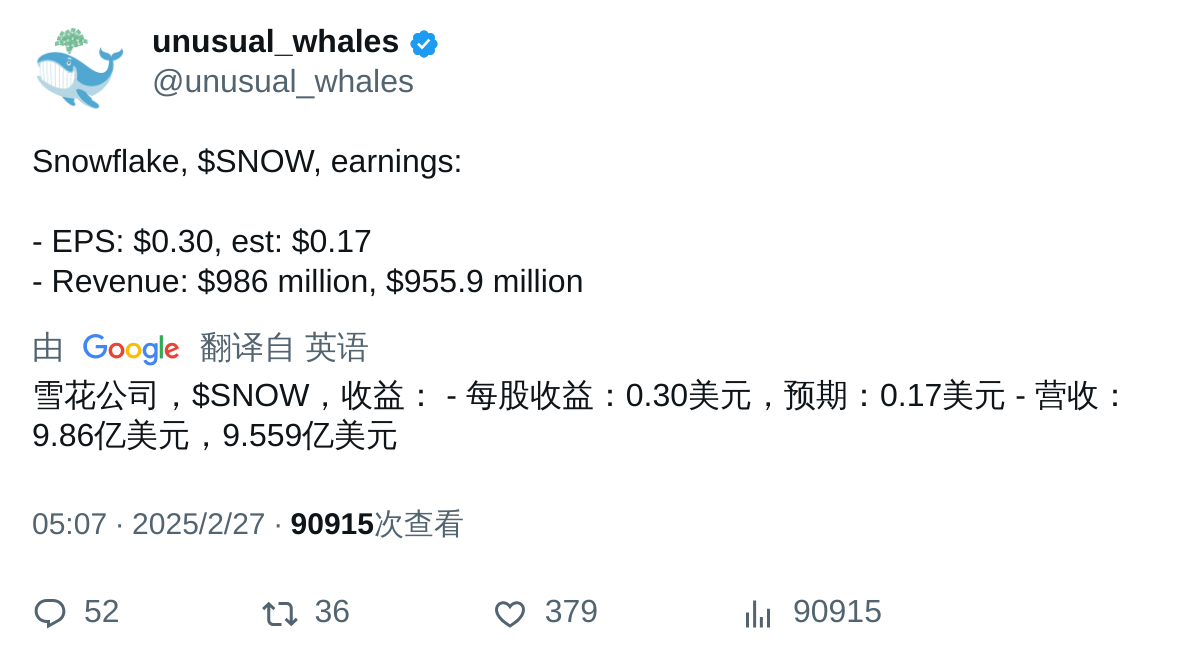 unusual_whales
@unusual_whales
Snowflake, $SNOW, earnings:
- EPS: $0.30, est: $0.17
- Revenue: $986 million, $955.9 million
由 Google 翻译自 英语
雪花公司，$SNOW，收益： - 每股收益：0.30美元，预期：0.17美元 - 营收：
9.86亿美元，9.559亿美元
05:07 · 2025/2/27 · 90915次查看
52 36 379 90915